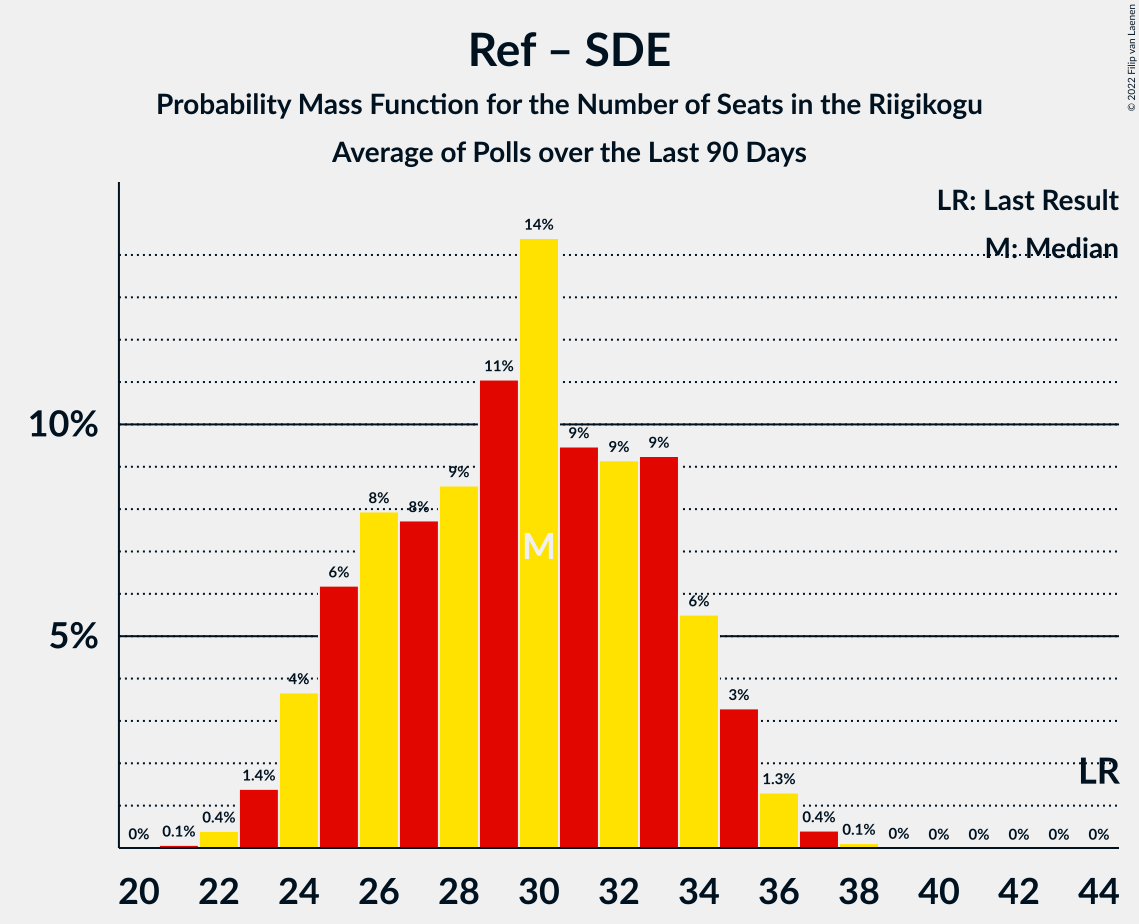 Ref – SDE
Probability Mass Function for the Number of Seats in the Riigikogu
Average of Polls over the Last 90 Days
© 2022 Filip van Laenen
LR: Last Result
M: Median
14%
11%
10%
9%
9%
9%
9%
8%
8%
M
6%
6%
5%
4%
3%
LR
1.4%
1.3%
0.4%
0.4%
0% 0.1% 0.1% 0% 0% 0% 0% 0% 0%
20 22 24 26 28 30 32 34 36 38 40 42 44